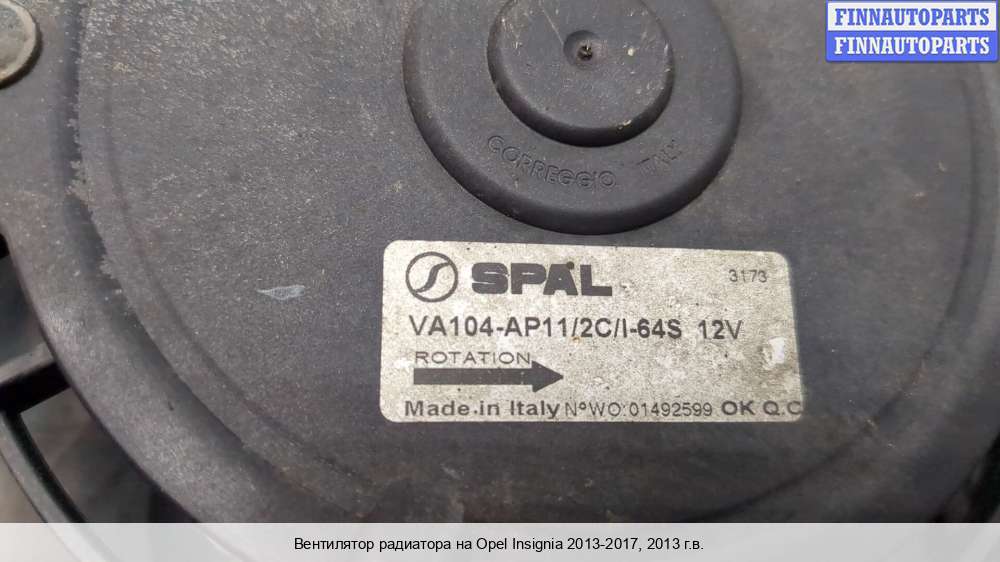 FINNAUTOPARTS
FINNAUTOPARTS
CORREGGIO ITALY
SPAL 3173
VA104-AP11/2C/I-64S 12V
ROTATION
Made in Italy N°WO:01492599 OK Q.C
Вентилятор радиатора на Opel Insignia 2013-2017, 2013 г.в.